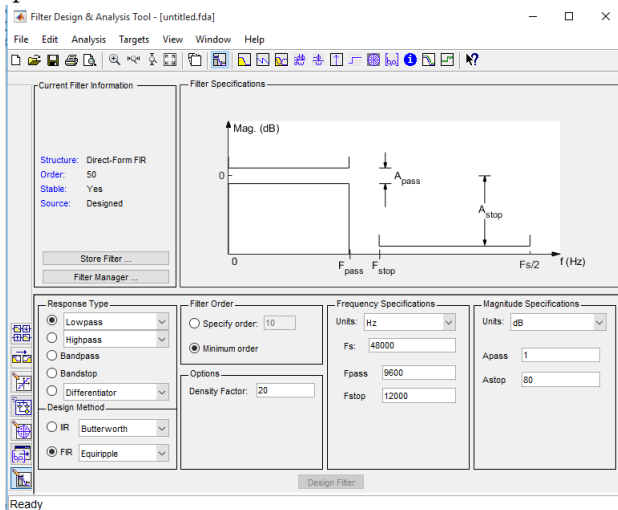 Filter Design & Analysis Tool - [untitled.fda]
File Edit Analysis Targets View Window Help
Current Filter Information
Structure: Direct-Form FIR
Order: 50
Stable: Yes
Source: Designed
Store Filter ...
Filter Manager ...
Filter Specifications
Mag. (dB)
0
A pass
A stop
0
F pass
F stop
Fs/2
f (Hz)
Response Type
Lowpass
Highpass
Bandpass
Bandstop
Differentiator
Design Method
IIR Butterworth
FIR Equiripple
Filter Order
Specify order: 10
Minimum order
Options
Density Factor: 20
Frequency Specifications
Units: Hz
Fs: 48000
Fpass 9600
Fstop 12000
Magnitude Specifications
Units: dB
Apass 1
Astop 80
Design Filter
Ready